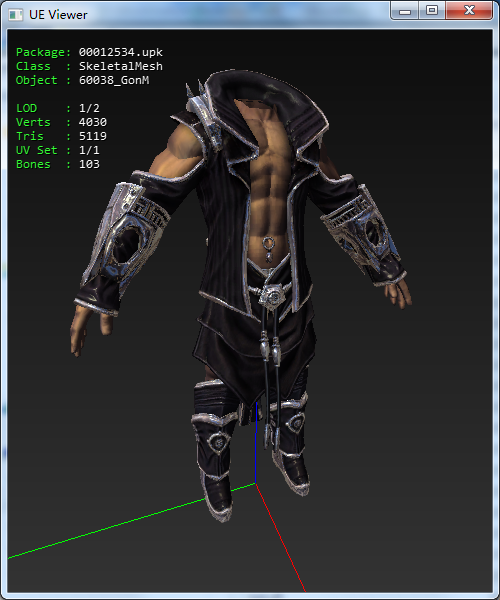 UE Viewer
Package: 00012534.upk
Class  : SkeletalMesh
Object : 60038_GonM
LOD    : 1/2
Verts  : 4030
Tris   : 5119
UV Set : 1/1
Bones  : 103